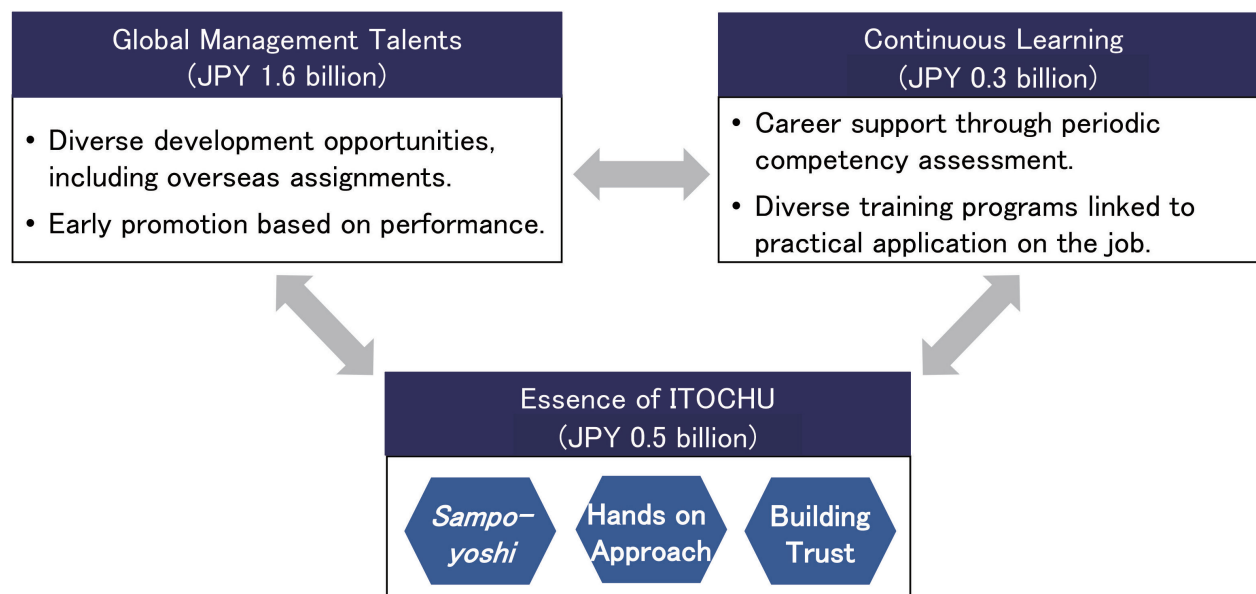 Global Management Talents
(JPY 1.6 billion)
• Diverse development opportunities,
including overseas assignments.
• Early promotion based on performance.
Continuous Learning
(JPY 0.3 billion)
• Career support through periodic
competency assessment.
• Diverse training programs linked to
practical application on the job.
Essence of ITOCHU
(JPY 0.5 billion)
Sampo-
yoshi
Hands on
Approach
Building
Trust